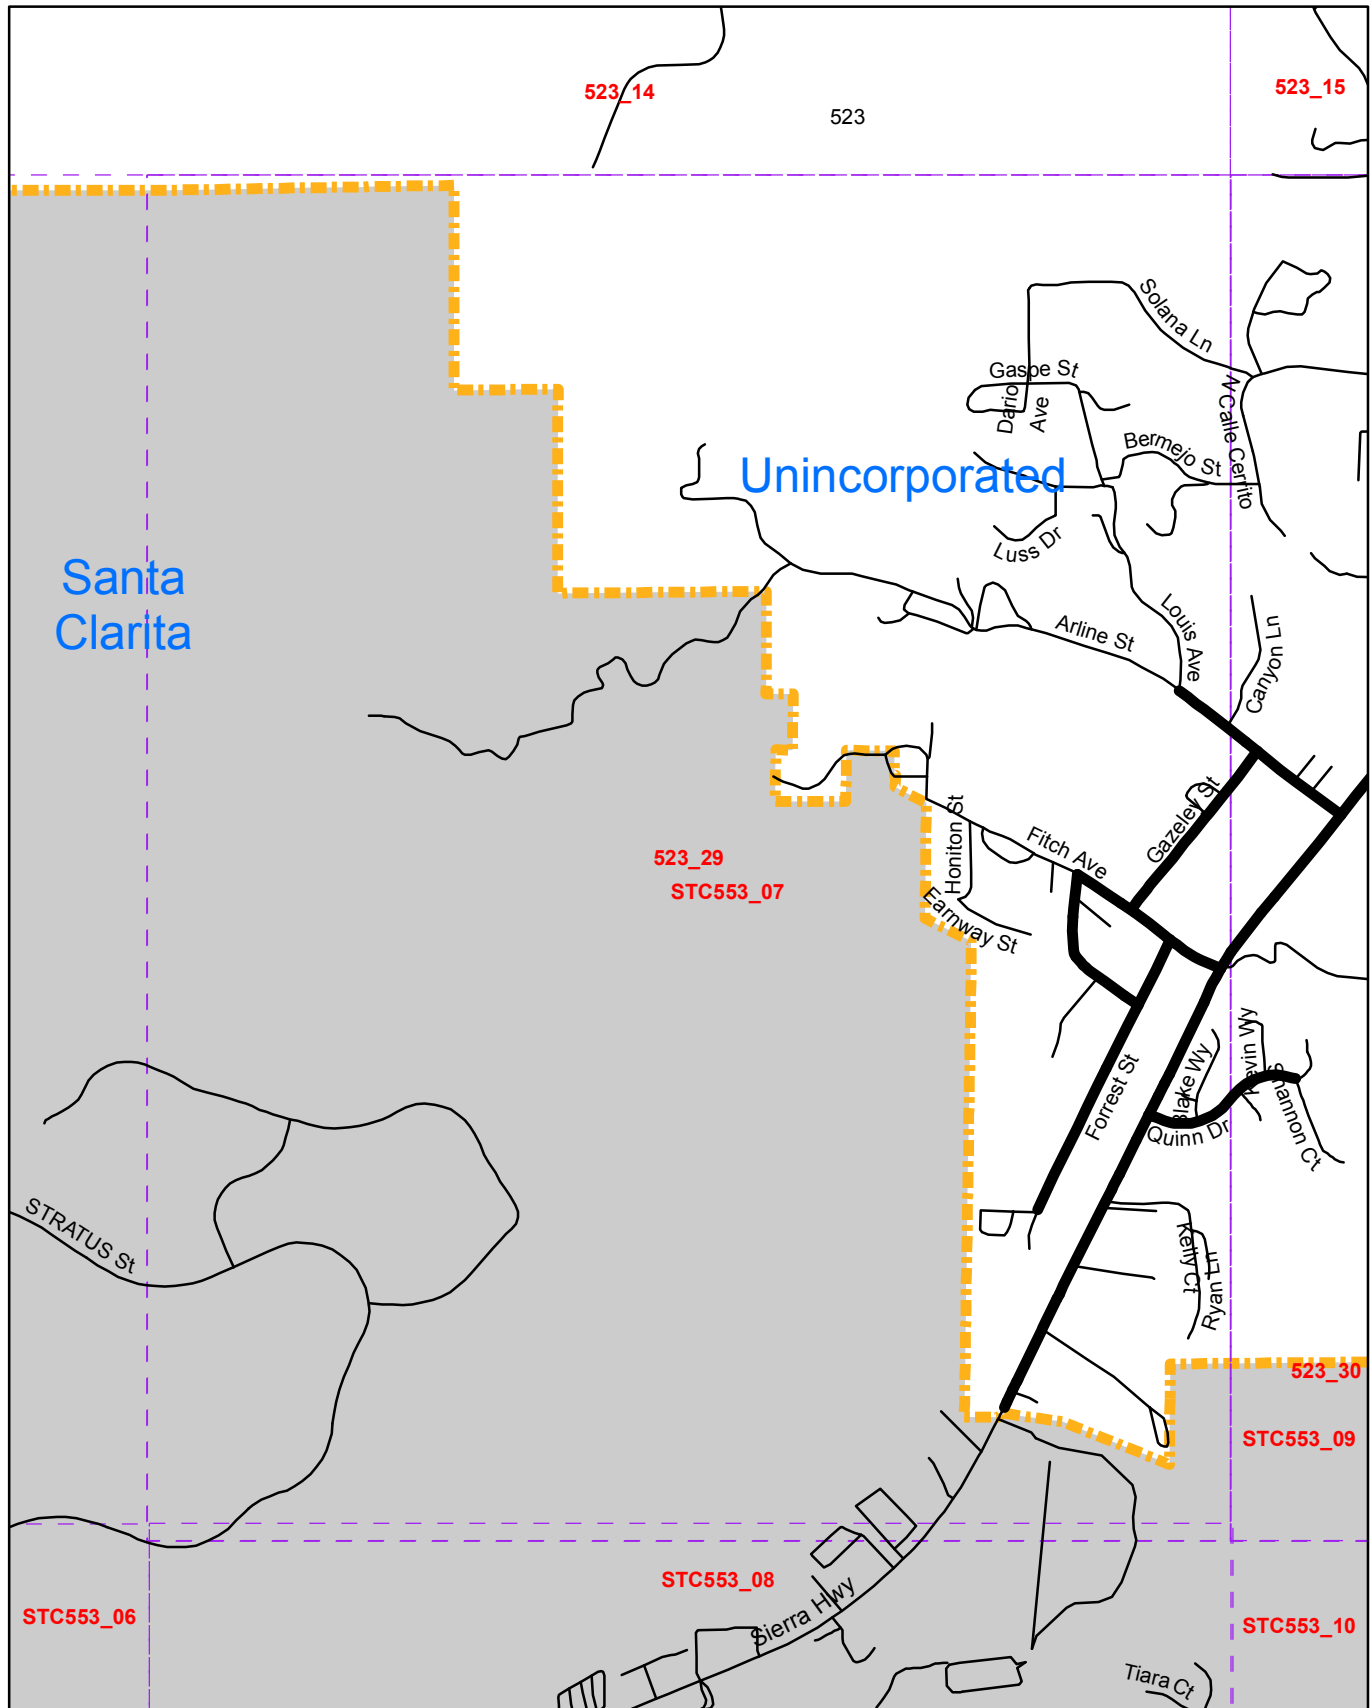 523_14
523_15
523
Solana Ln
Gaspe St
Dario
Ave
N Calle Cerrito
Bermejo St
Unincorporated
Luss Dr
Santa
Clarita
Louis Ave
Arline St
Canyon Ln
Gazeley St
Honiton St
Fitch Ave
523_29
STC553_07
Earnway St
Kevin Wy
Blake Wy
Shannon Ct
Forrest St
Quinn Dr
STRATUS St
Kelly Ct
Ryan Ln
523_30
STC553_09
STC553_08
STC553_06
Sierra Hwy
STC553_10
Tiara Ct